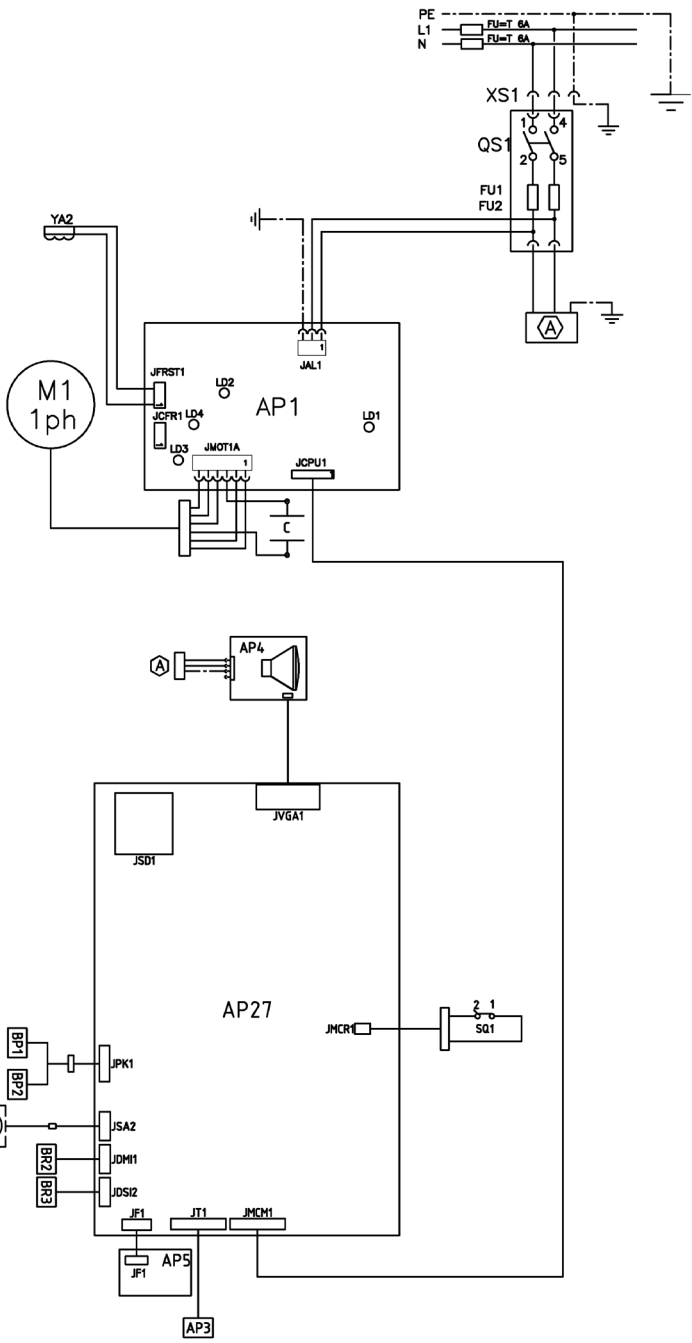 PE
L1 FU=T 6A
N FU=T 6A
XS1
1 4
QS1
2 5
FU1
FU2
YA2
A
JAL1
1
JFRST1
1
M1
1ph
LD2
AP1
JCFR1
1
LD4
LD1
LD3
JMOT1A
1
JCPU1
C
AP4
A
JVGA1
JSD1
AP27
2 1
JMCR1
SQ1
BP1
JPK1
BP2
JSA2
BR2
JDMI1
BR3
JDSI2
JF1
JT1
JMCM1
AP5
JF1
AP3